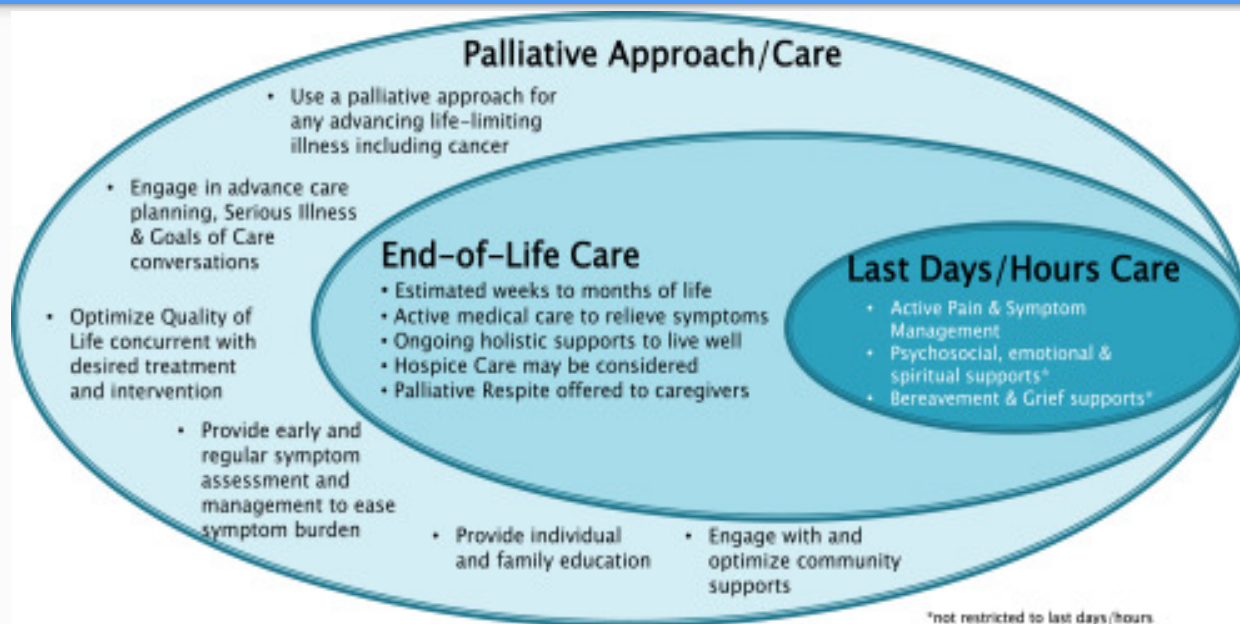 Palliative Approach/Care
• Use a palliative approach for
any advancing life-limiting
illness including cancer
• Engage in advance care
planning, Serious Illness
& Goals of Care
conversations
• Optimize Quality of
Life concurrent with
desired treatment
and intervention
• Provide early and
regular symptom
assessment and
management to ease
symptom burden
• Provide individual
and family education
• Engage with and
optimize community
supports
End-of-Life Care
• Estimated weeks to months of life
• Active medical care to relieve symptoms
• Ongoing holistic supports to live well
• Hospice Care may be considered
• Palliative Respite offered to caregivers
Last Days/Hours Care
• Active Pain & Symptom
Management
• Psychosocial, emotional &
spiritual supports*
• Bereavement & Grief supports*
*not restricted to last days/hours